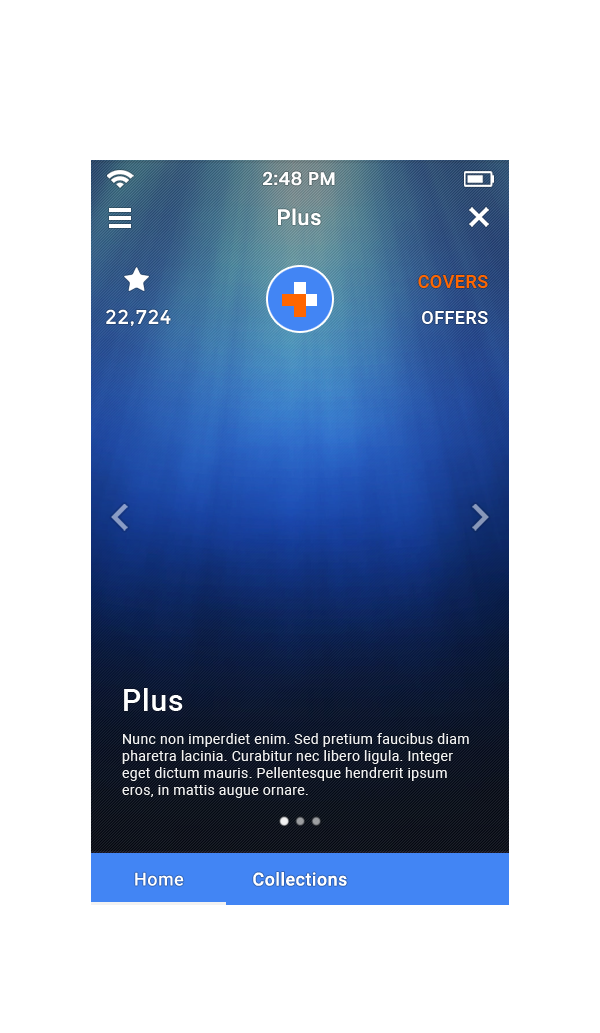 2:48 PM
Plus
COVERS
22,724
OFFERS
Plus
Nunc non imperdiet enim. Sed pretium faucibus diam
pharetra lacinia. Curabitur nec libero ligula. Integer
eget dictum mauris. Pellentesque hendrerit ipsum
eros, in mattis augue ornare.
Home
Collections